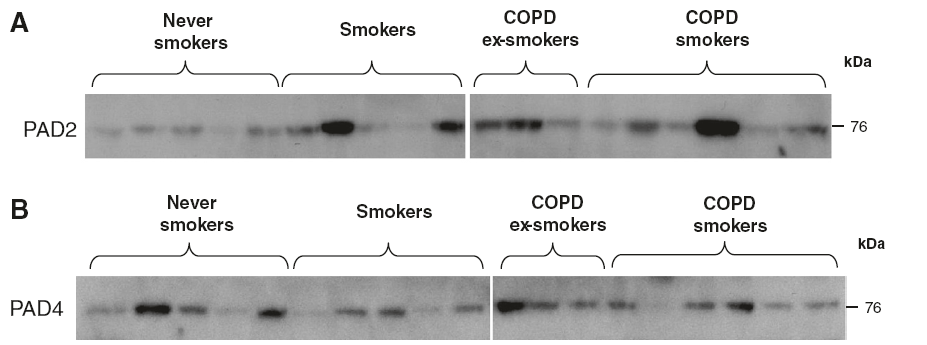 A
Never
smokers
Smokers
COPD
ex-smokers
COPD
smokers
kDa
PAD2
76
B
Never
smokers
Smokers
COPD
ex-smokers
COPD
smokers
kDa
PAD4
76